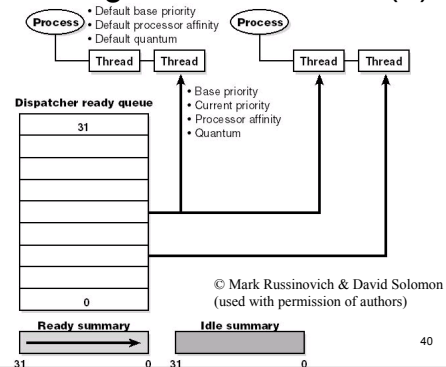 Process
• Default base priority
• Default processor affinity
• Default quantum
Process
Thread
Thread
Thread
Thread
Dispatcher ready queue
• Base priority
• Current priority
• Processor affinity
• Quantum
31
0
© Mark Russinovich & David Solomon
(used with permission of authors)
Ready summary
Idle summary
40
31
0
31
0